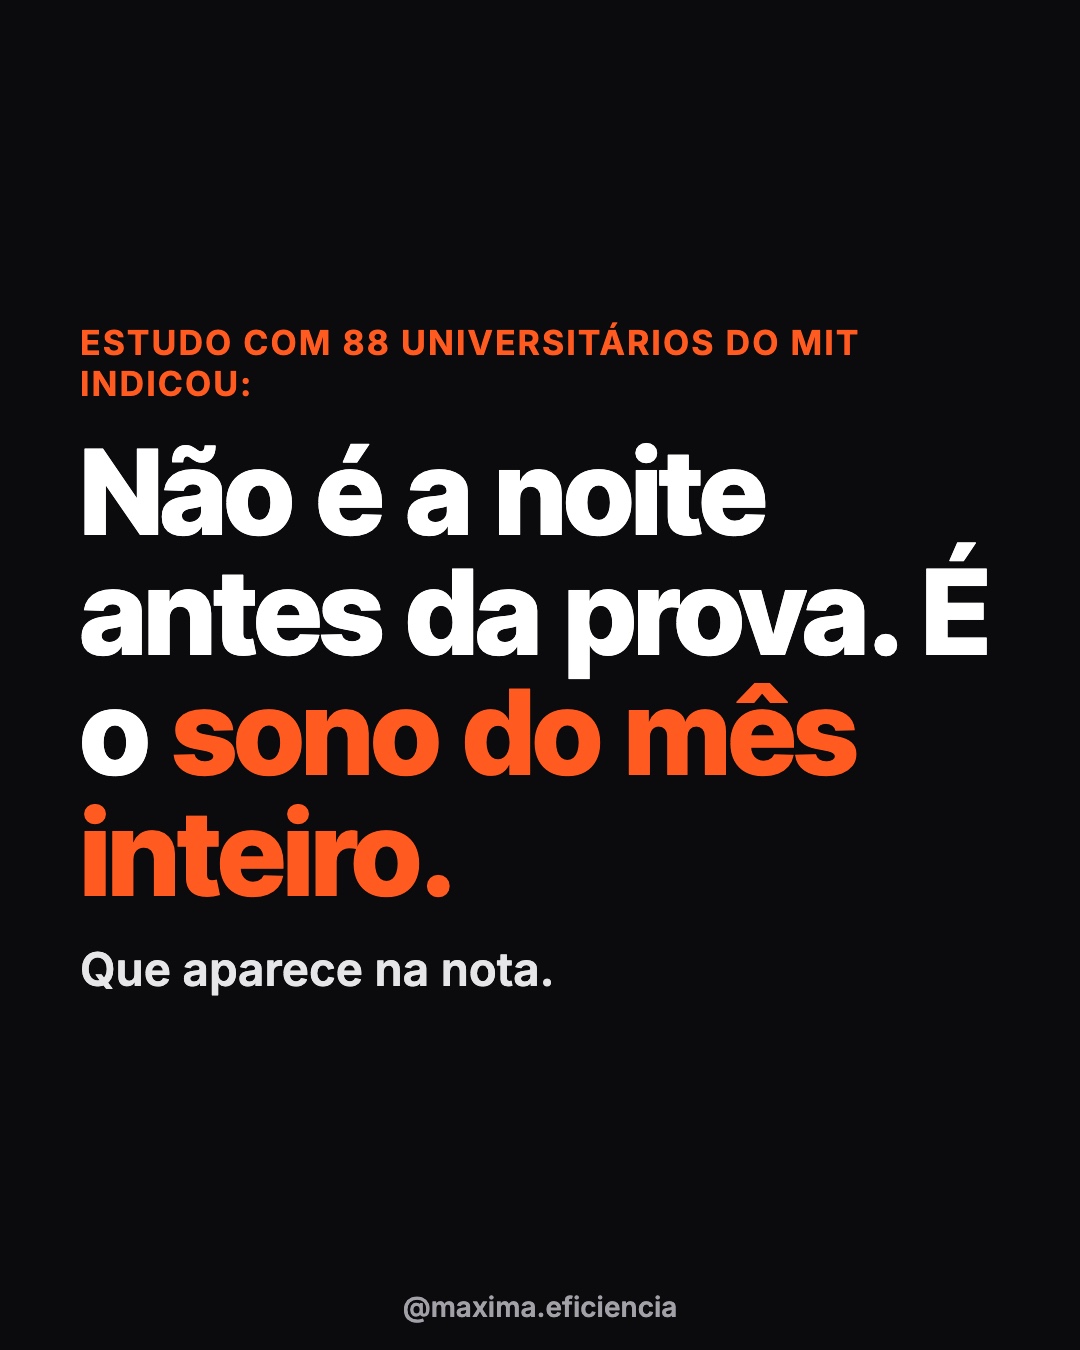 ESTUDO COM 88 UNIVERSITÁRIOS DO MIT
INDICOU:
Não é a noite
antes da prova. É
o sono do mês
inteiro.
Que aparece na nota.
@maxima.eficiencia